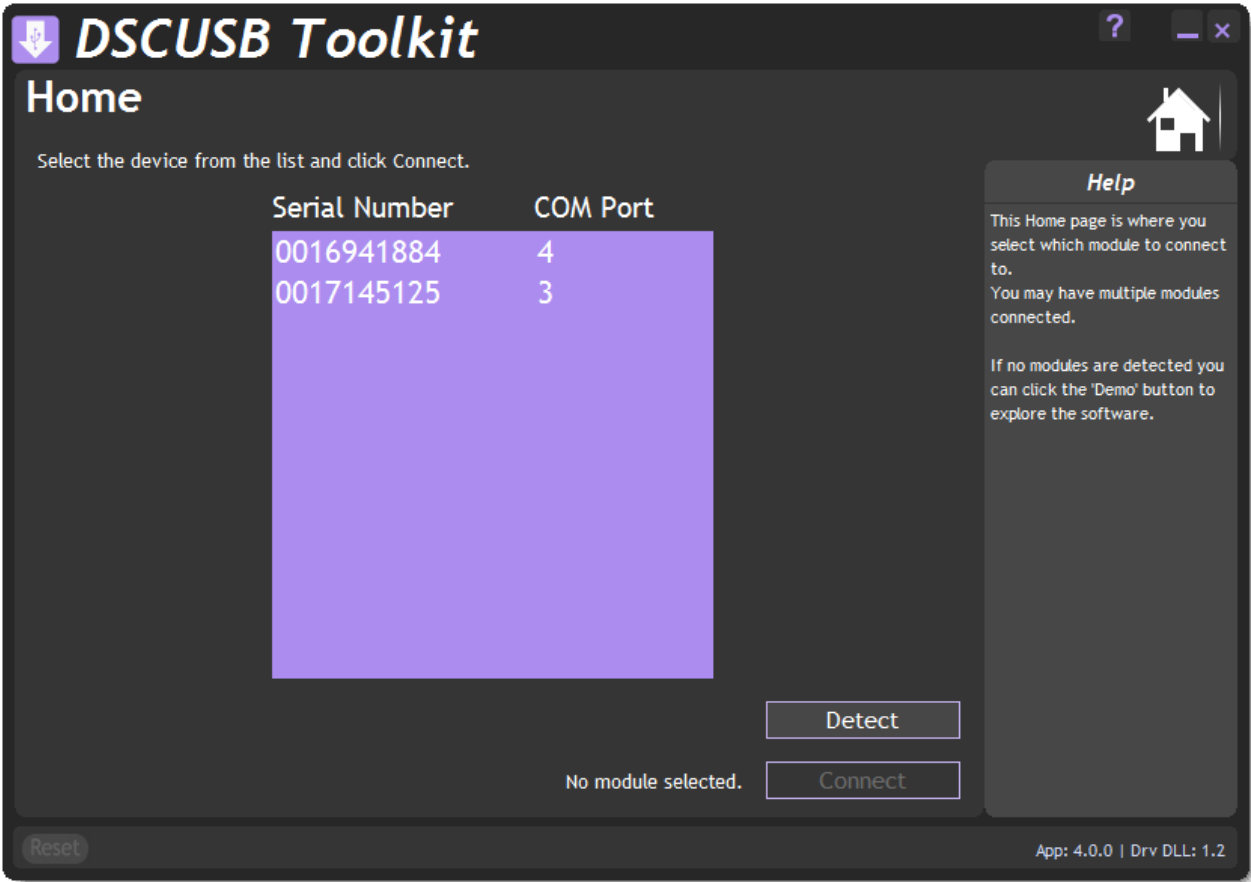 DSCUSB Toolkit
?
Home
Select the device from the list and click Connect.
Serial Number COM Port
0016941884 4
0017145125 3
Detect
No module selected. Connect
Help
This Home page is where you
select which module to connect
to.
You may have multiple modules
connected.
If no modules are detected you
can click the 'Demo' button to
explore the software.
Reset
App: 4.0.0 | Drv DLL: 1.2